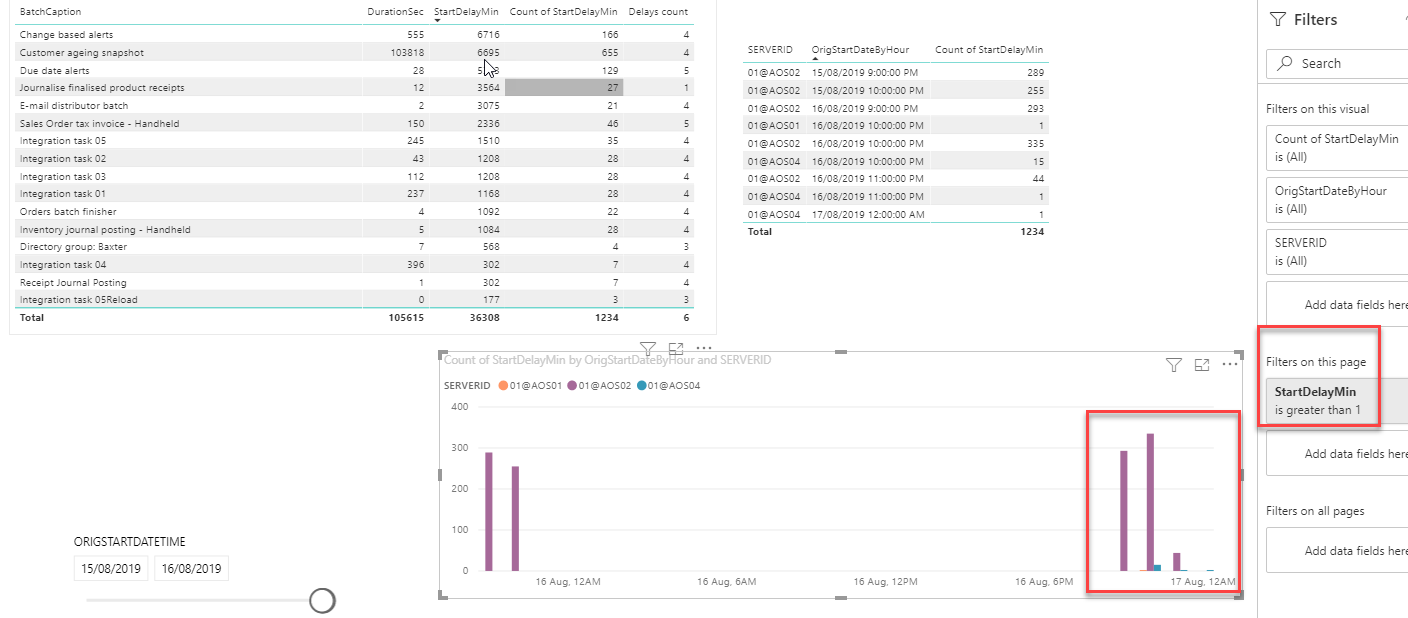 BatchCaption DurationSec StartDelayMin Count of StartDelayMin Delays count
Change based alerts 555 6716 166 4
Customer ageing snapshot 103818 6695 655 4
Due date alerts 28 129 5
Journalise finalised product receipts 12 3564 27 1
E-mail distributor batch 2 3075 21 4
Sales Order tax invoice - Handheld 150 2336 46 5
Integration task 05 245 1510 35 4
Integration task 02 43 1208 28 4
Integration task 03 112 1208 28 4
Integration task 01 237 1168 28 4
Orders batch finisher 4 1092 22 4
Inventory journal posting - Handheld 5 1084 28 4
Directory group: Baxter 7 568 4 3
Integration task 04 396 302 7 4
Receipt Journal Posting 1 302 7 4
Integration task 05Reload 0 177 3 3
Total 105615 36308 1234 6
SERVERID OrigStartDateByHour Count of StartDelayMin
01@AOS02 15/08/2019 9:00:00 PM 289
01@AOS02 15/08/2019 10:00:00 PM 255
01@AOS02 16/08/2019 9:00:00 PM 293
01@AOS01 16/08/2019 10:00:00 PM 1
01@AOS02 16/08/2019 10:00:00 PM 335
01@AOS04 16/08/2019 10:00:00 PM 15
01@AOS02 16/08/2019 11:00:00 PM 44
01@AOS04 16/08/2019 11:00:00 PM 1
01@AOS04 17/08/2019 12:00:00 AM 1
Total 1234
Count of StartDelayMin by OrigStartDateByHour and SERVERID
SERVERID 01@AOS01 01@AOS02 01@AOS04
400
300
200
100
0
16 Aug, 12AM 16 Aug, 6AM 16 Aug, 12PM 16 Aug, 6PM 17 Aug, 12AM
ORIGSTARTDATETIME
15/08/2019 16/08/2019
Filters
Search
Filters on this visual
Count of StartDelayMin
is (All)
OrigStartDateByHour
is (All)
SERVERID
is (All)
Add data fields here
Filters on this page
StartDelayMin
is greater than 1
Add data fields here
Filters on all pages
Add data fields here